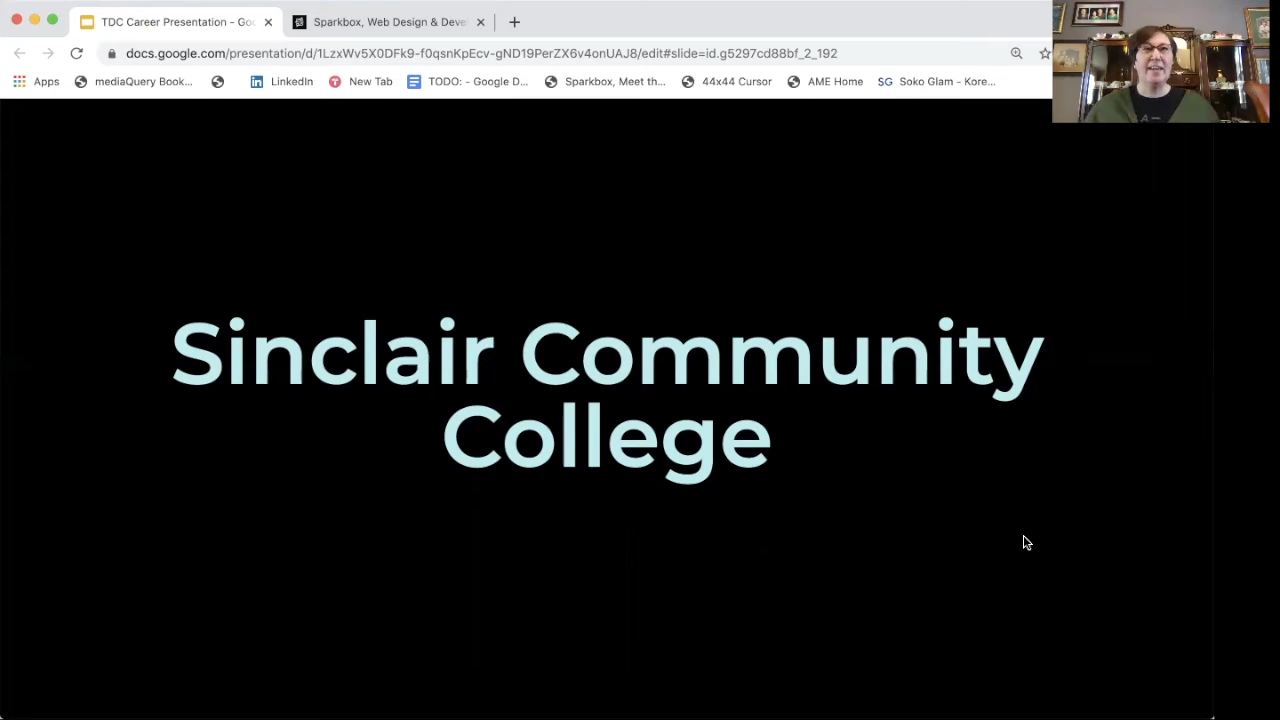 TDC Career Presentation - Goo
Sparkbox, Web Design & Deve
docs.google.com/presentation/d/1LzxWv5X0DFk9-f0qsnKpEcv-gND19PerZX6v4onUAJ8/edit#slide=id.g5297cd88bf_2_192
Apps mediaQuery Book... LinkedIn New Tab TODO: - Google D... Sparkbox, Meet th... 44x44 Cursor AME Home SG Soko Glam - Kore...
Sinclair Community
College